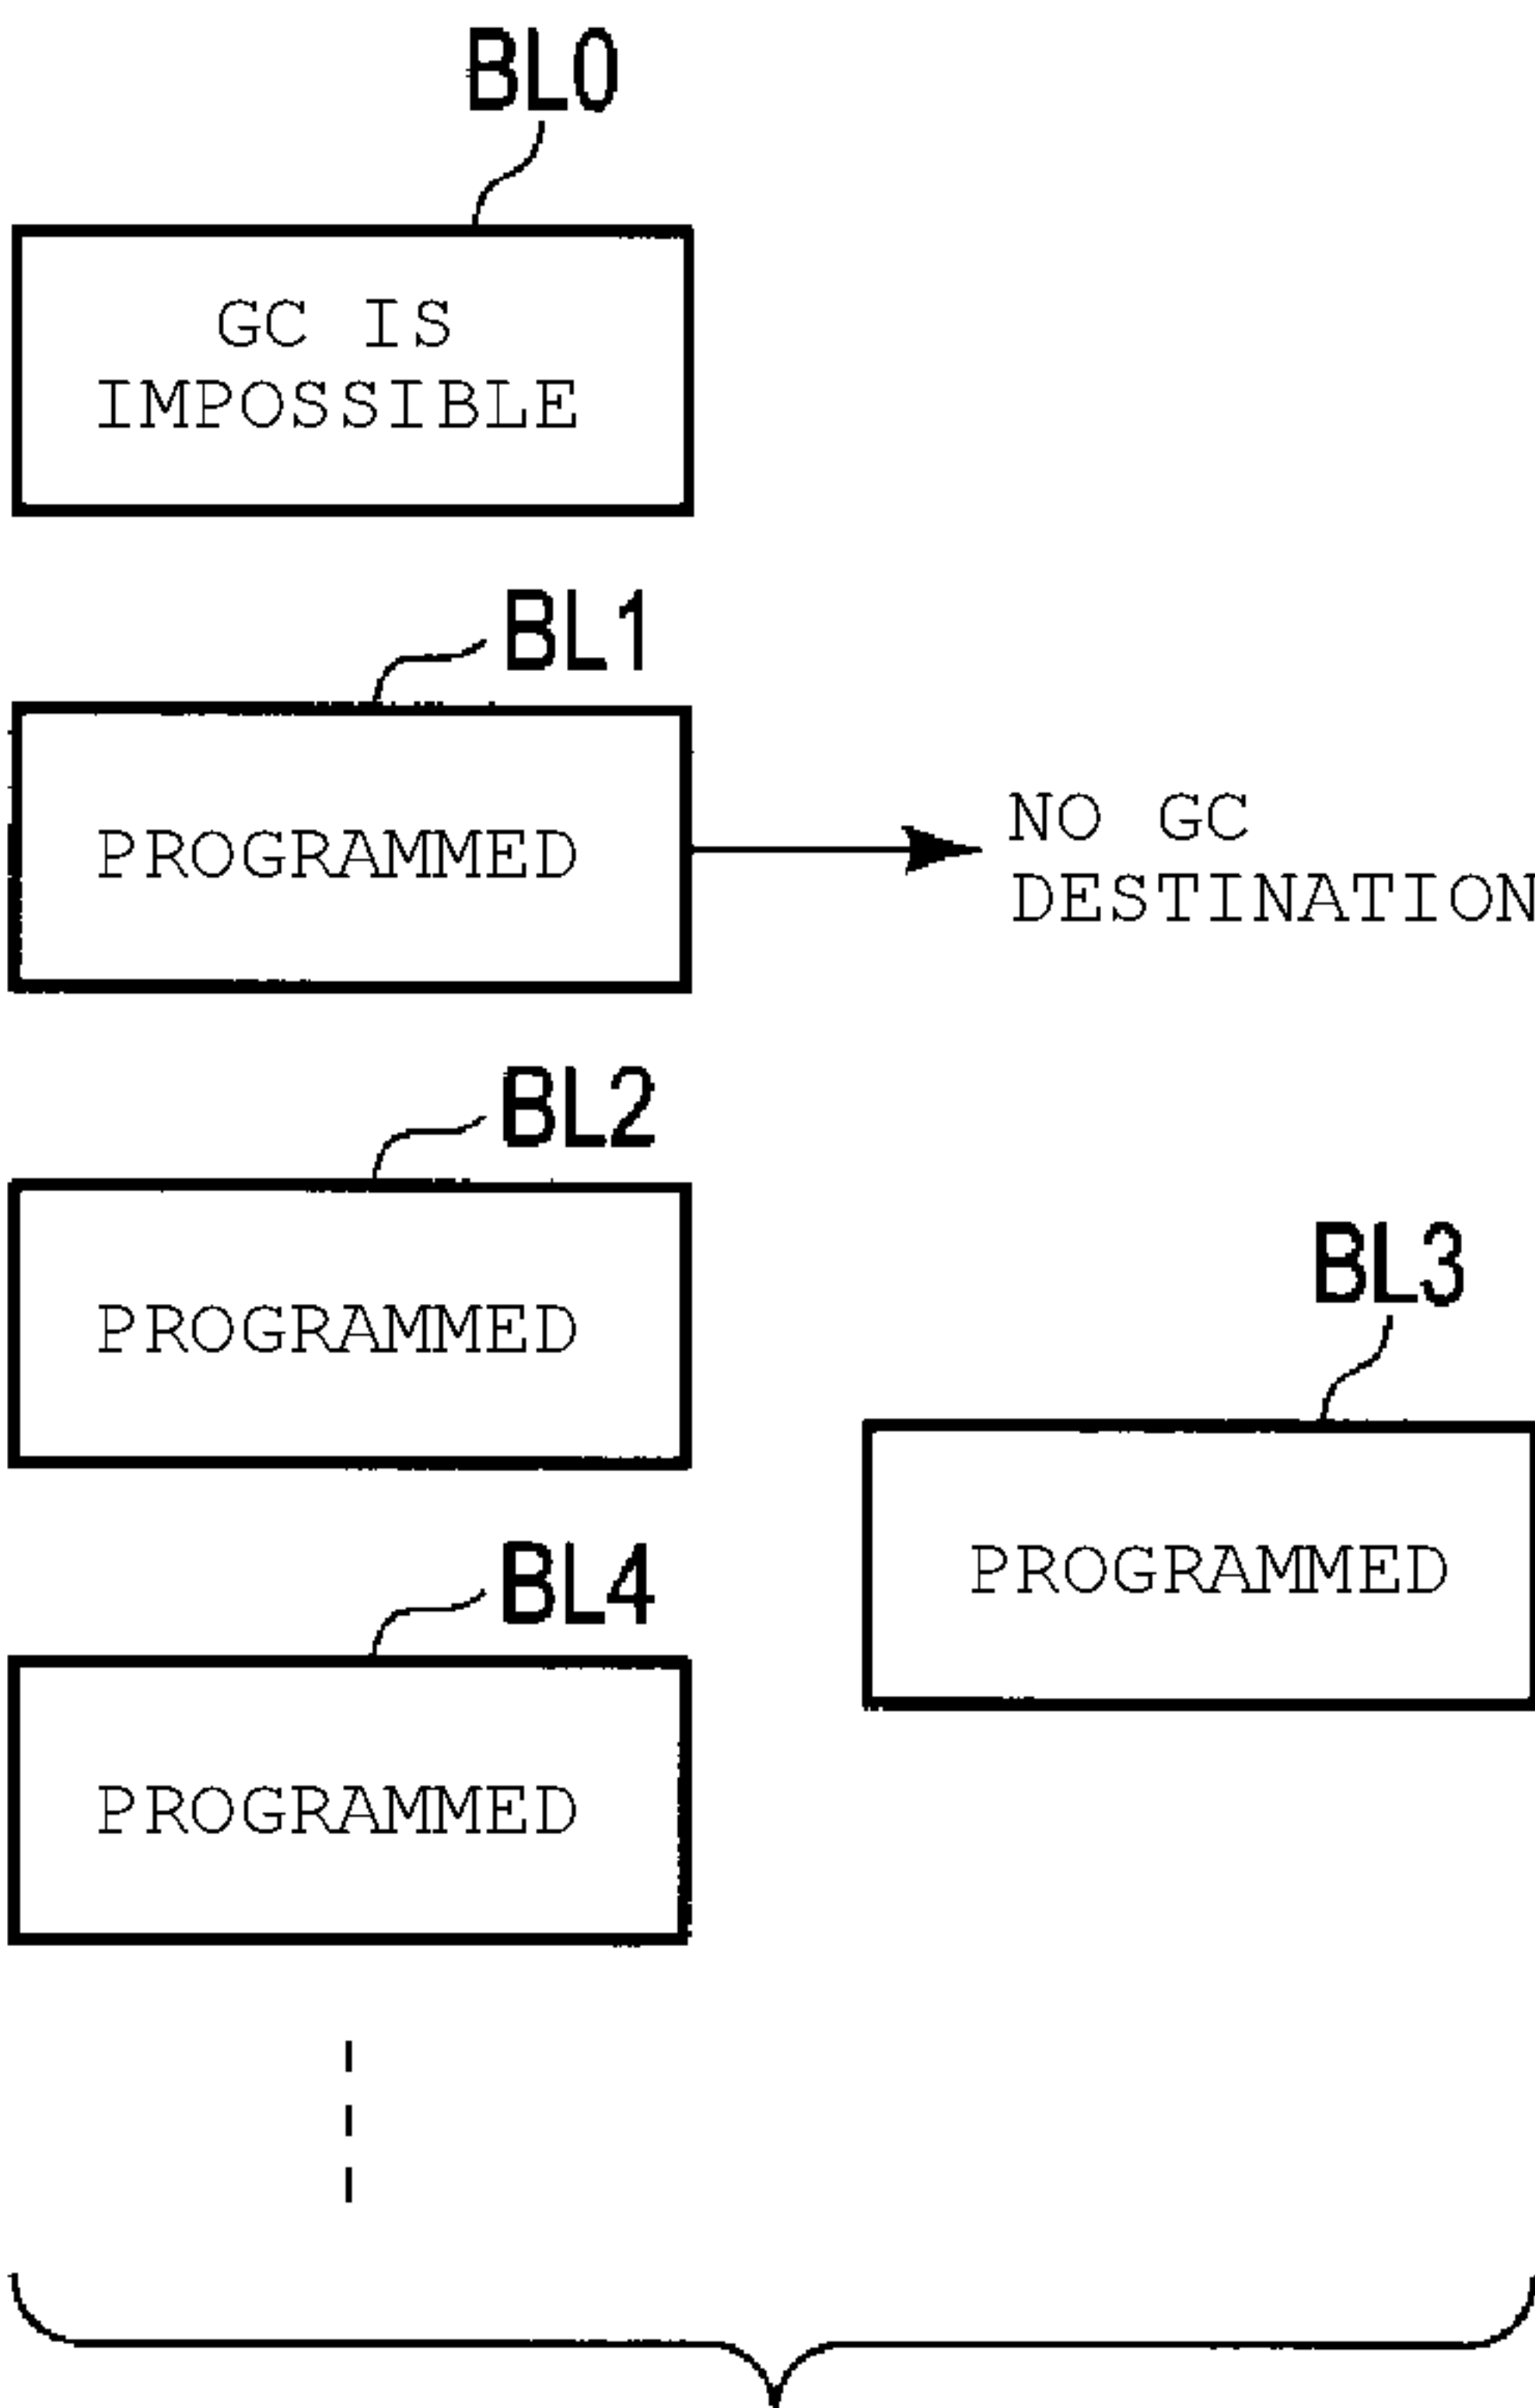 BL0
GC IS
IMPOSSIBLE
BL1
PROGRAMMED
NO GC
DESTINATION
BL2
PROGRAMMED
BL3
PROGRAMMED
BL4
PROGRAMMED